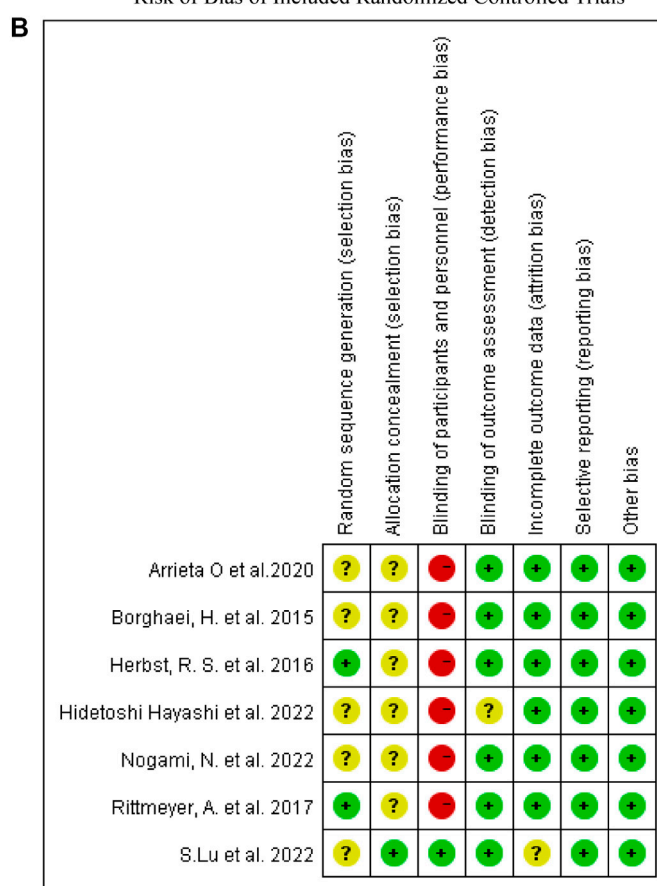 Risk of Bias of Included Randomized Controlled Trials
B
Random sequence generation (selection bias)
Allocation concealment (selection bias)
Blinding of participants and personnel (performance bias)
Blinding of outcome assessment (detection bias)
Incomplete outcome data (attrition bias)
Selective reporting (reporting bias)
Other bias
Arrieta O et al.2020 ? ? - + + + +
Borghaei, H. et al. 2015 ? ? - + + + +
Herbst, R. S. et al. 2016 + ? - + + + +
Hidetoshi Hayashi et al. 2022 ? ? - ? + + +
Nogami, N. et al. 2022 ? ? - + + + +
Rittmeyer, A. et al. 2017 + ? - + + + +
S.Lu et al. 2022 ? + + + ? + +